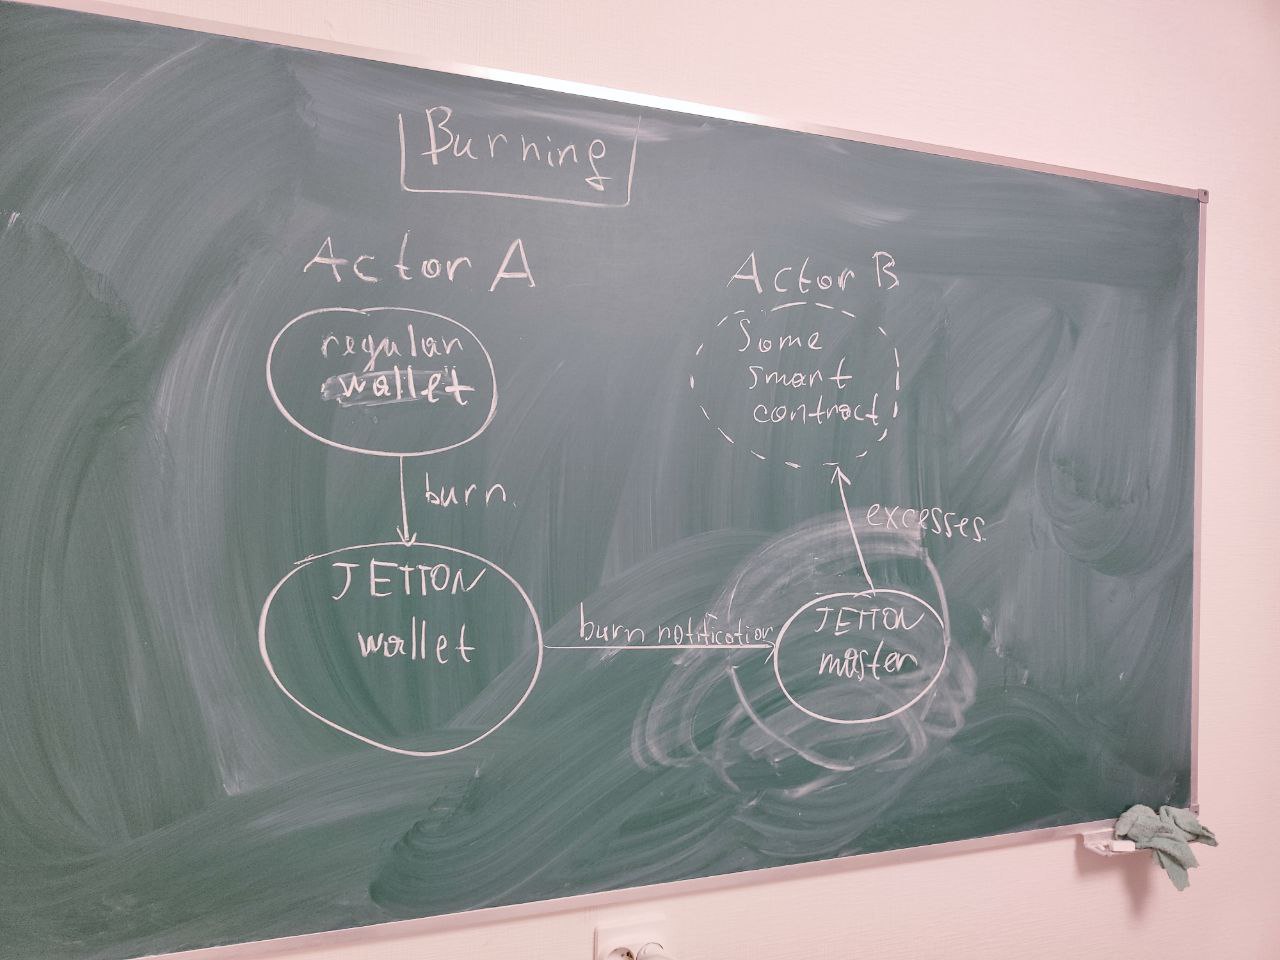 Burning
Actor A
Actor B
regular
wallet
Some
smart
contract
burn
excesses
JETTON
wallet
burn notification
JETTON
master